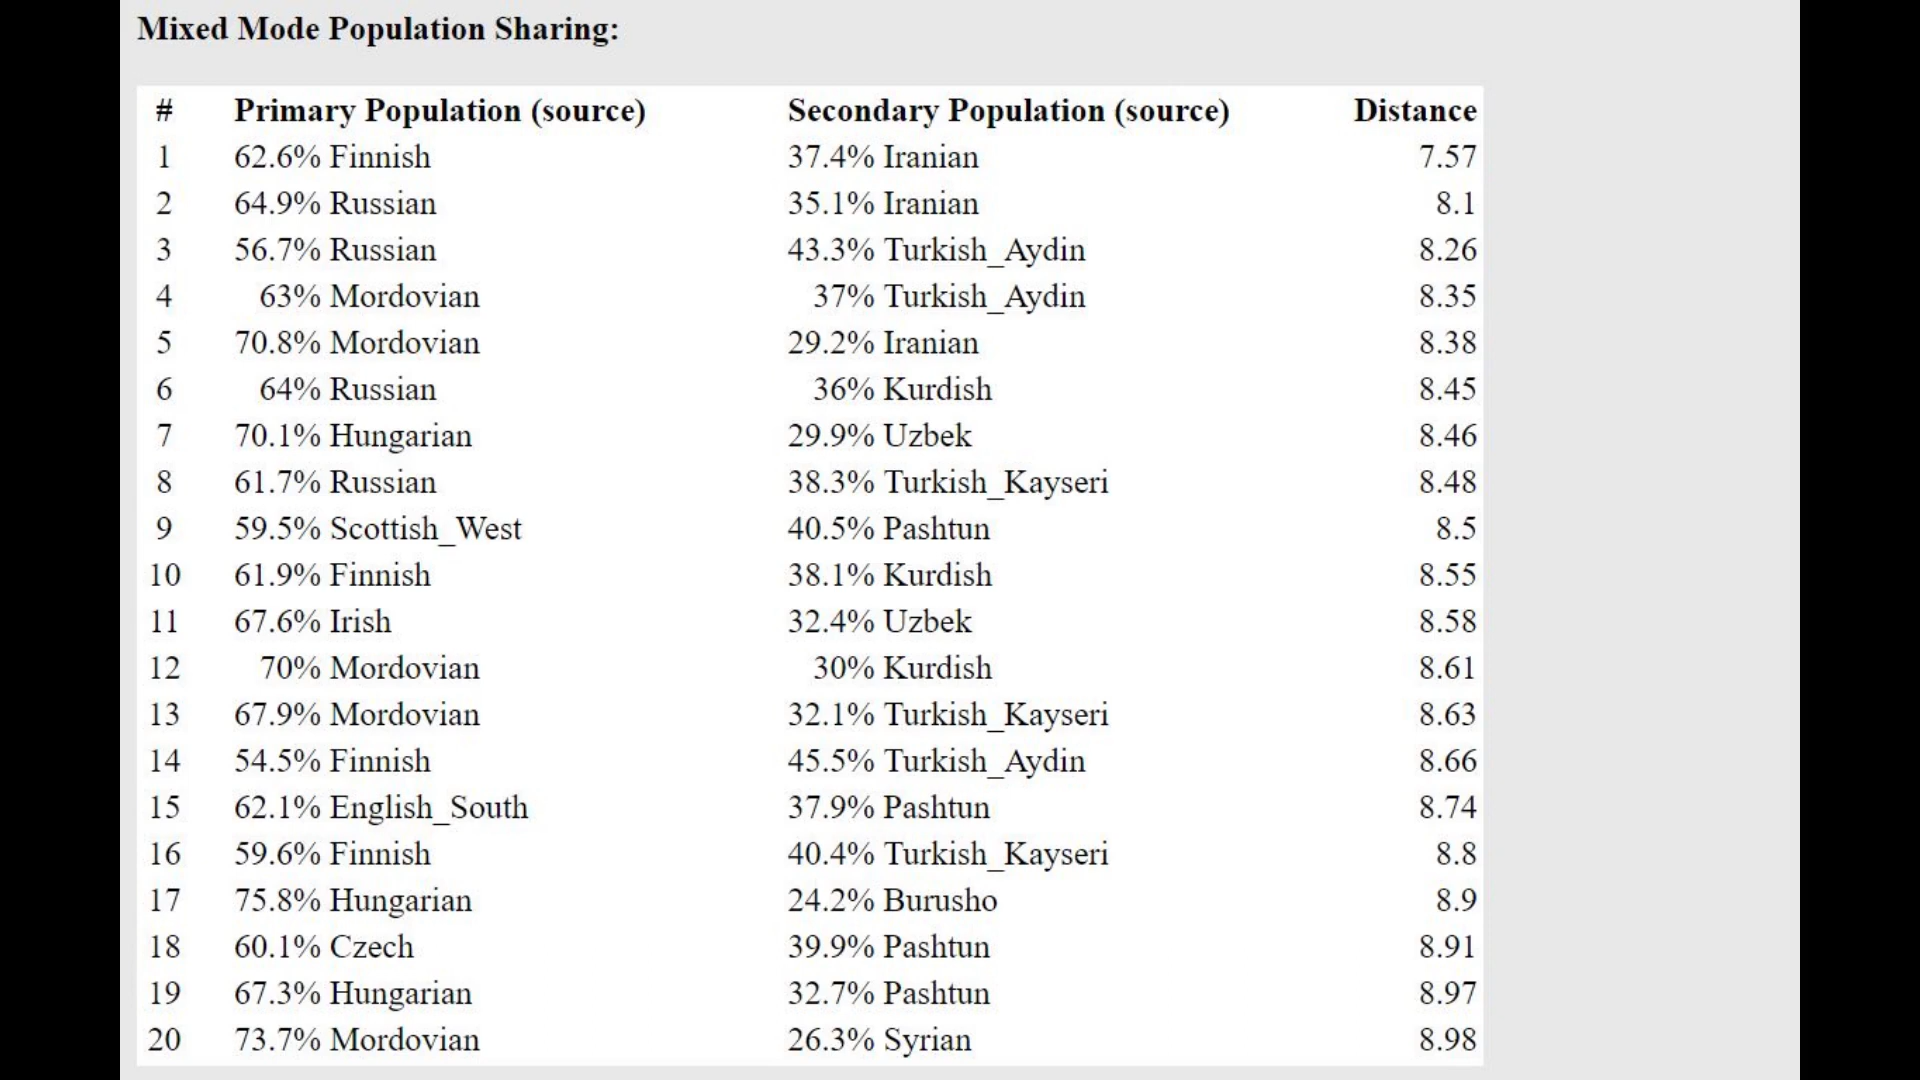 Mixed Mode Population Sharing:
# Primary Population (source) Secondary Population (source) Distance
1 62.6% Finnish 37.4% Iranian 7.57
2 64.9% Russian 35.1% Iranian 8.1
3 56.7% Russian 43.3% Turkish_Aydin 8.26
4 63% Mordovian 37% Turkish_Aydin 8.35
5 70.8% Mordovian 29.2% Iranian 8.38
6 64% Russian 36% Kurdish 8.45
7 70.1% Hungarian 29.9% Uzbek 8.46
8 61.7% Russian 38.3% Turkish_Kayseri 8.48
9 59.5% Scottish_West 40.5% Pashtun 8.5
10 61.9% Finnish 38.1% Kurdish 8.55
11 67.6% Irish 32.4% Uzbek 8.58
12 70% Mordovian 30% Kurdish 8.61
13 67.9% Mordovian 32.1% Turkish_Kayseri 8.63
14 54.5% Finnish 45.5% Turkish_Aydin 8.66
15 62.1% English_South 37.9% Pashtun 8.74
16 59.6% Finnish 40.4% Turkish_Kayseri 8.8
17 75.8% Hungarian 24.2% Burusho 8.9
18 60.1% Czech 39.9% Pashtun 8.91
19 67.3% Hungarian 32.7% Pashtun 8.97
20 73.7% Mordovian 26.3% Syrian 8.98